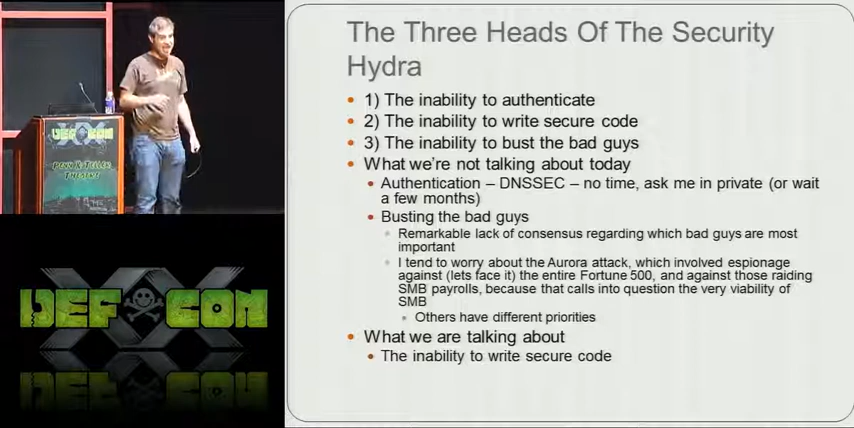 DEFCON
PENN & TELLER
THEATRE
DEF CON
XX
The Three Heads Of The Security
Hydra
1) The inability to authenticate
2) The inability to write secure code
3) The inability to bust the bad guys
What we're not talking about today
Authentication – DNSSEC – no time, ask me in private (or wait
a few months)
Busting the bad guys
Remarkable lack of consensus regarding which bad guys are most
important
I tend to worry about the Aurora attack, which involved espionage
against (lets face it) the entire Fortune 500, and against those raiding
SMB payrolls, because that calls into question the very viability of
SMB
Others have different priorities
What we are talking about
The inability to write secure code